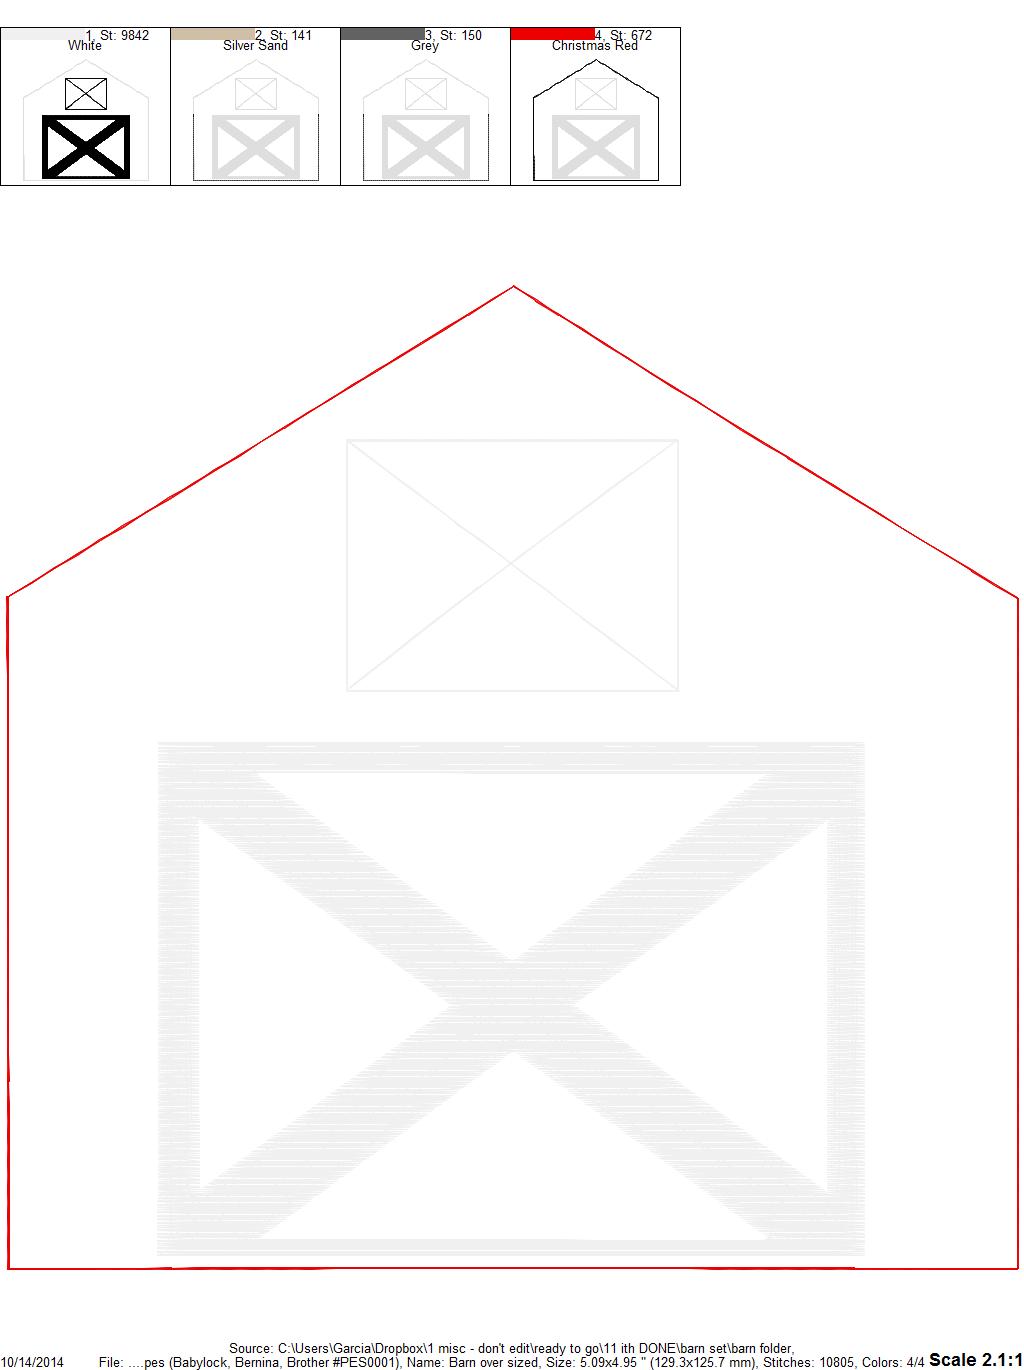 1, St: 9842 2, St: 141 3, St: 150 4, St: 672
White Silver Sand Grey Christmas Red
Source: C:\Users\Garcia\Dropbox\1 misc - don't edit\ready to go\11 ith DONE\barn set\barn folder,
10/14/2014 File: ....pes (Babylock, Bernina, Brother #PES0001), Name: Barn over sized, Size: 5.09x4.95 " (129.3x125.7 mm), Stitches: 10805, Colors: 4/4 Scale 2.1:1